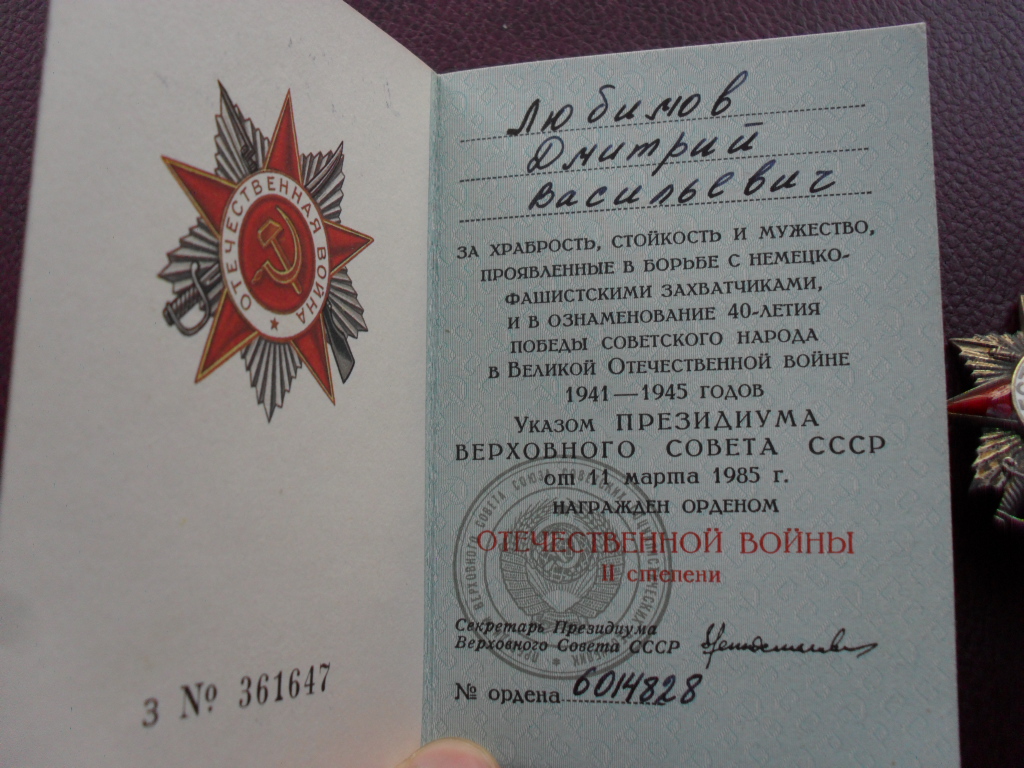 ОТЕЧЕСТВЕННАЯ ВОЙНА
З № 361647
Любимов
Дмитрий
Васильевич
ЗА ХРАБРОСТЬ, СТОЙКОСТЬ И МУЖЕСТВО,
ПРОЯВЛЕННЫЕ В БОРЬБЕ С НЕМЕЦКО-
ФАШИСТСКИМИ ЗАХВАТЧИКАМИ,
И В ОЗНАМЕНОВАНИЕ 40-ЛЕТИЯ
ПОБЕДЫ СОВЕТСКОГО НАРОДА
В ВЕЛИКОЙ ОТЕЧЕСТВЕННОЙ ВОЙНЕ
1941—1945 ГОДОВ
УКАЗОМ ПРЕЗИДИУМА
ВЕРХОВНОГО СОВЕТА СССР
от 11 марта 1985 г.
НАГРАЖДЕН ОРДЕНОМ
ОТЕЧЕСТВЕННОЙ ВОЙНЫ
II степени
Секретарь Президиума
Верховного Совета СССР
№ ордена 6014828